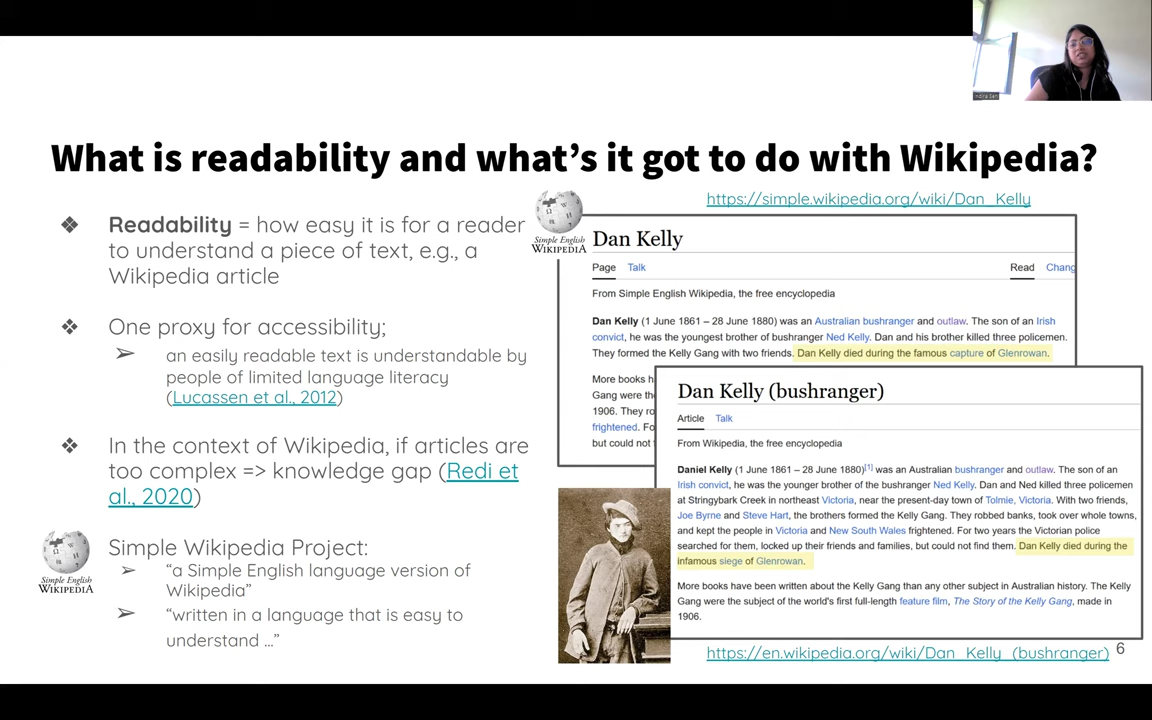 What is readability and what's it got to do with Wikipedia?
❖ Readability = how easy it is for a reader
to understand a piece of text, e.g., a
Wikipedia article
❖ One proxy for accessibility;
➢ an easily readable text is understandable by
people of limited language literacy
(Lucassen et al., 2012)
❖ In the context of Wikipedia, if articles are
too complex => knowledge gap (Redi et
al., 2020)
Simple English
WIKIPEDIA
Simple Wikipedia Project:
➢ “a Simple English language version of
Wikipedia”
➢ “written in a language that is easy to
understand ...”
https://simple.wikipedia.org/wiki/Dan_Kelly
Simple English
WIKIPEDIA
Dan Kelly
Page Talk Read Chang
From Simple English Wikipedia, the free encyclopedia
Dan Kelly (1 June 1861 – 28 June 1880) was an Australian bushranger and outlaw. The son of an Irish
convict, he was the youngest brother of bushranger Ned Kelly. Dan and his brother killed three policemen.
They formed the Kelly Gang with two friends. Dan Kelly died during the famous capture of Glenrowan.
More books h
Gang were th
1906. They ro
frightened. Fo
but could not
Dan Kelly (bushranger)
Article Talk
From Wikipedia, the free encyclopedia
Daniel Kelly (1 June 1861 – 28 June 1880)[1] was an Australian bushranger and outlaw. The son of an
Irish convict, he was the younger brother of the bushranger Ned Kelly. Dan and Ned killed three policemen
at Stringybark Creek in northeast Victoria, near the present-day town of Tolmie, Victoria. With two friends,
Joe Byrne and Steve Hart, the brothers formed the Kelly Gang. They robbed banks, took over whole towns,
and kept the people in Victoria and New South Wales frightened. For two years the Victorian police
searched for them, locked up their friends and families, but could not find them. Dan Kelly died during the
infamous siege of Glenrowan.
More books have been written about the Kelly Gang than any other subject in Australian history. The Kelly
Gang were the subject of the world's first full-length feature film, The Story of the Kelly Gang, made in
1906.
https://en.wikipedia.org/wiki/Dan_Kelly_(bushranger)
6